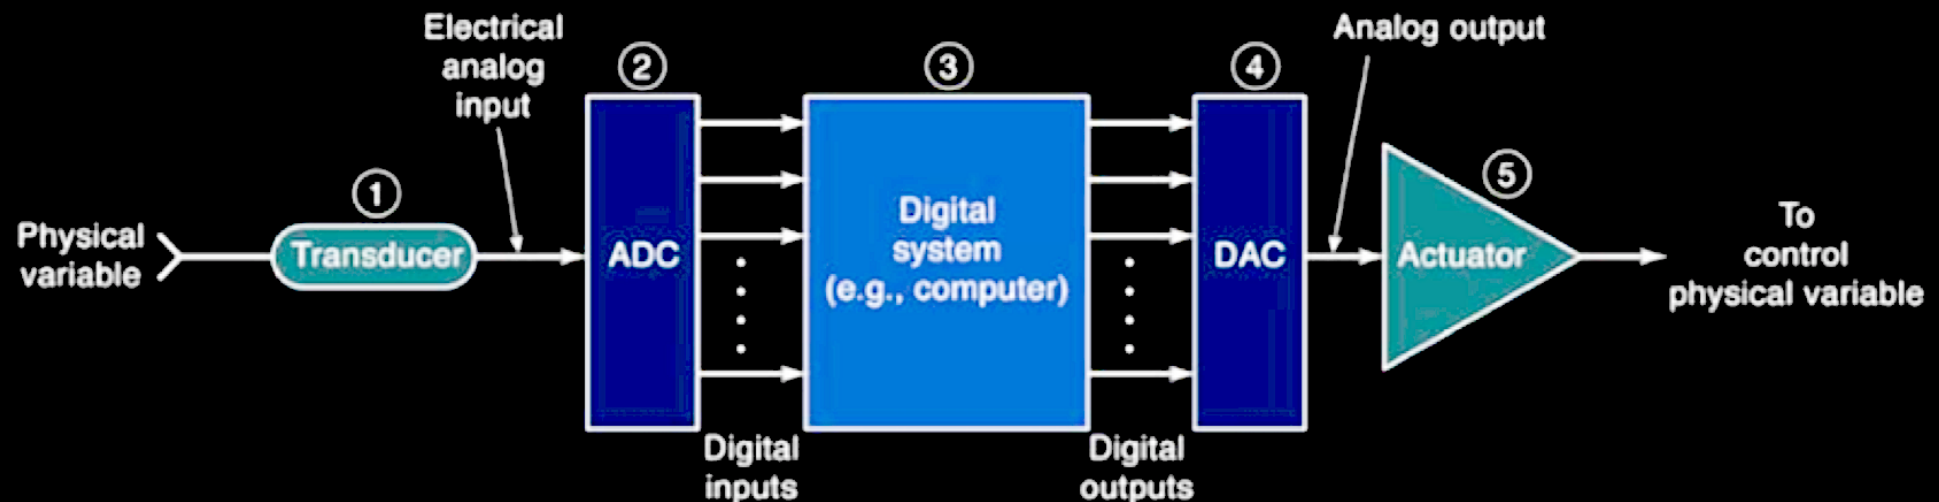 Electrical
analog
input
Analog output
②
③
④
①
⑤
Physical
variable
Transducer
ADC
Digital
system
(e.g., computer)
DAC
Actuator
To
control
physical variable
Digital
inputs
Digital
outputs